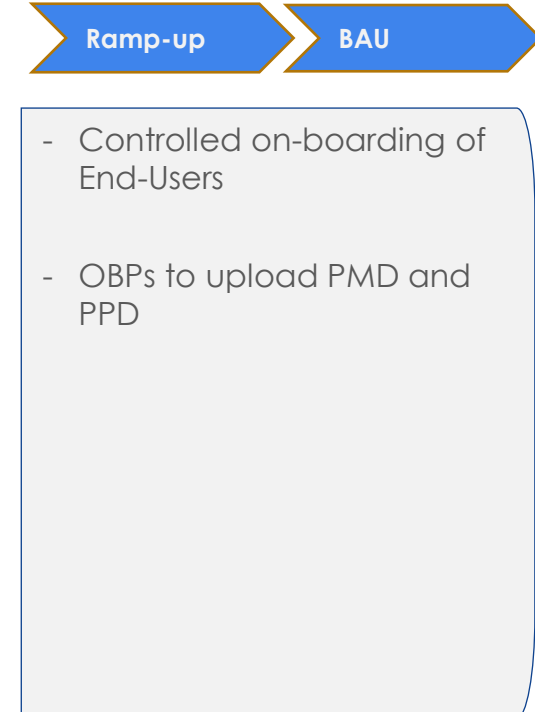 Ramp-up
BAU
- Controlled on-boarding of
End-Users
- OBPs to upload PMD and
PPD